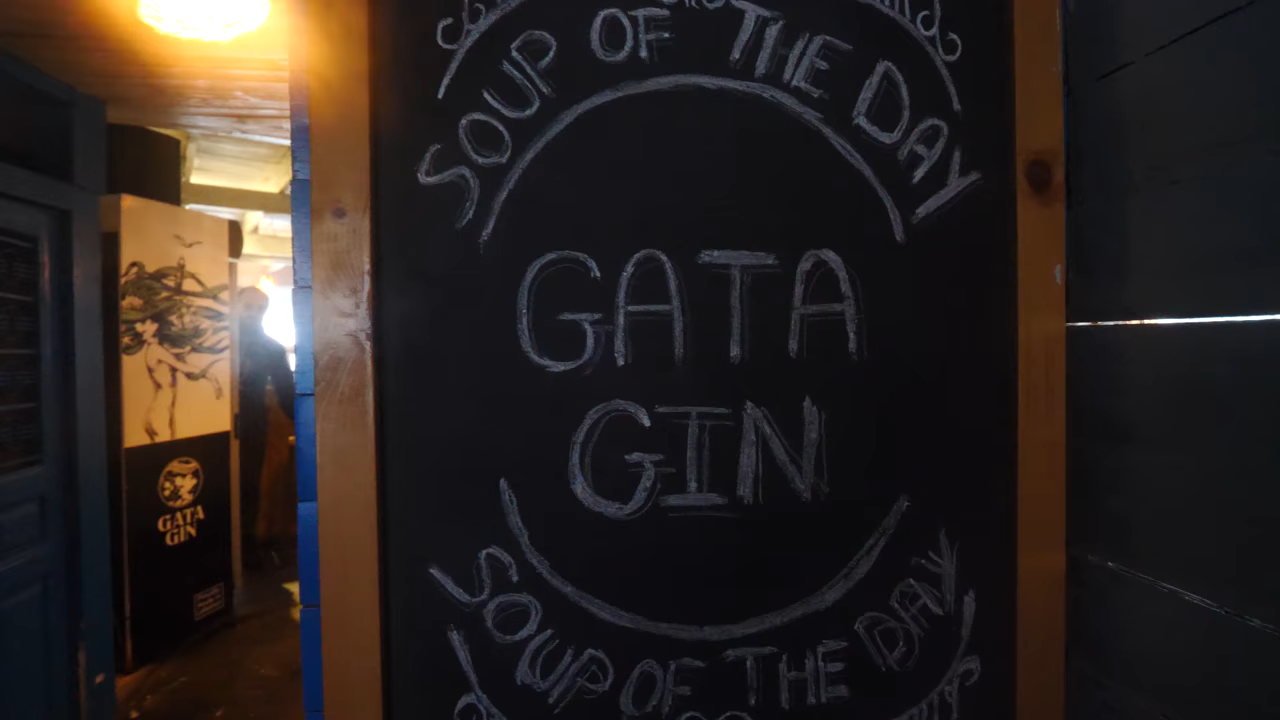 SOUP OF THE DAY
GATA
GIN
SOUP OF THE DAY
GATA
GIN